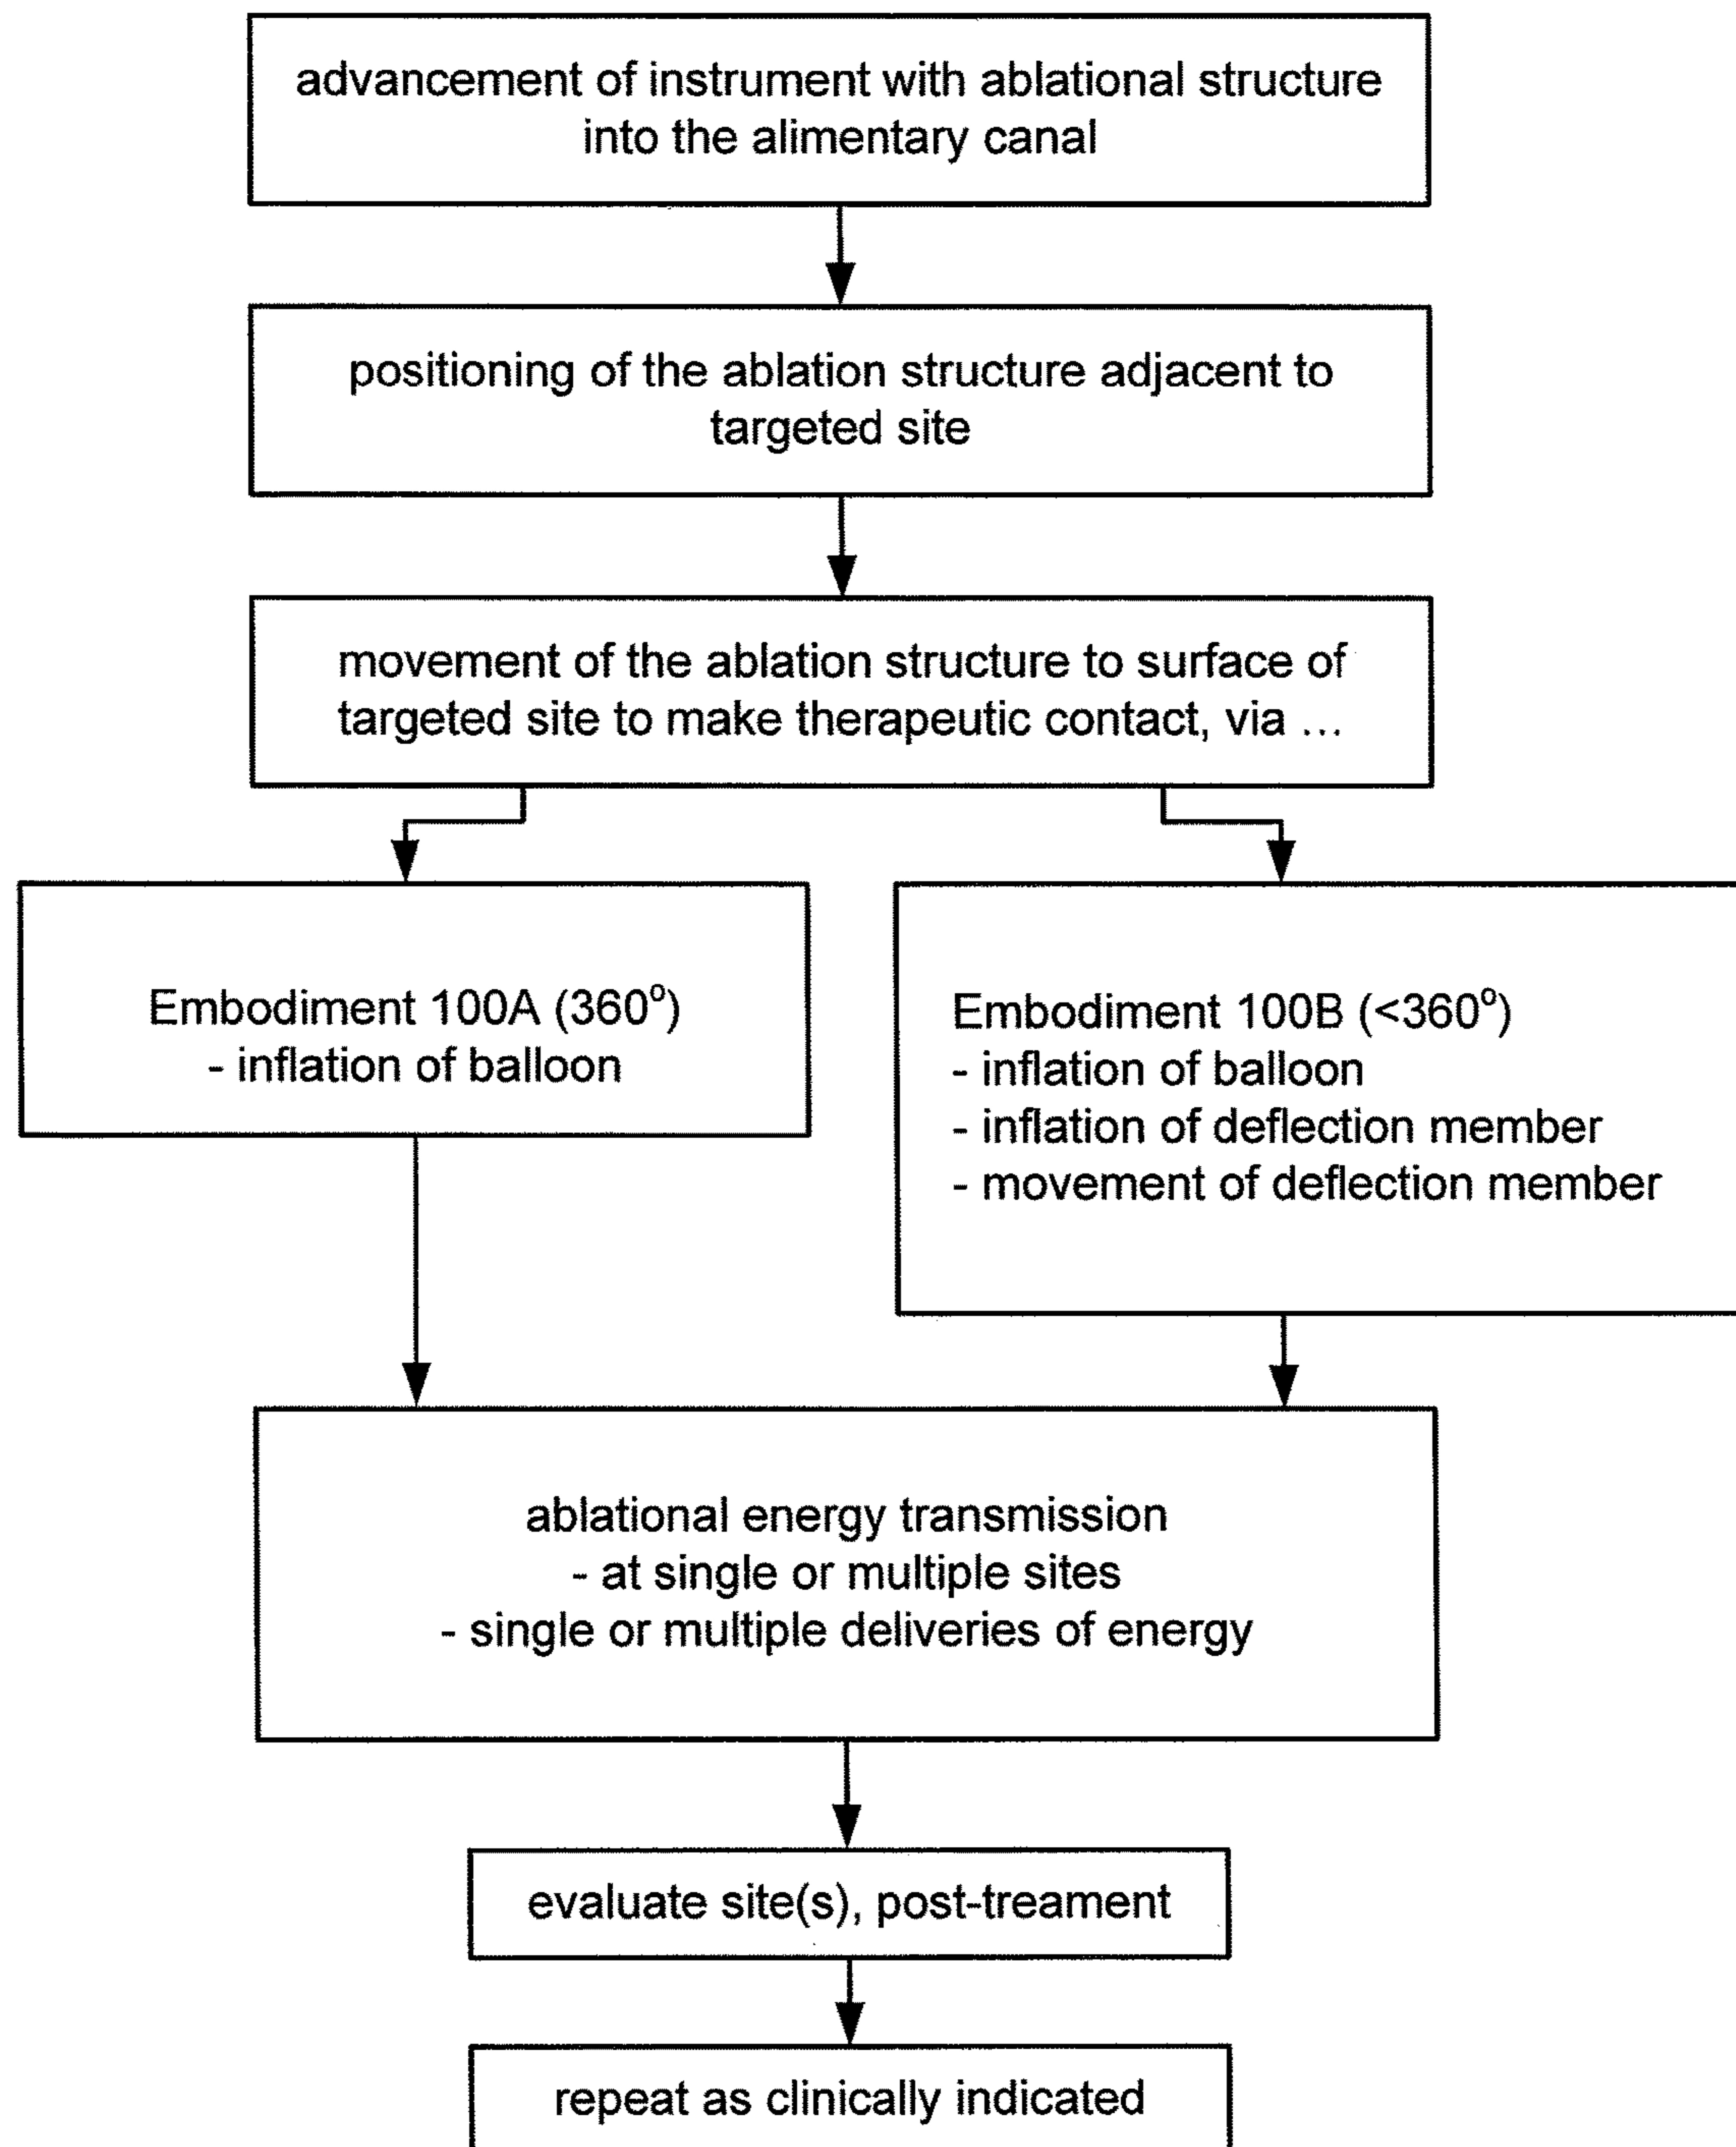 advancement of instrument with ablational structure
into the alimentary canal
positioning of the ablation structure adjacent to
targeted site
movement of the ablation structure to surface of
targeted site to make therapeutic contact, via ...
Embodiment 100A (360°)
- inflation of balloon
Embodiment 100B (<360°)
- inflation of balloon
- inflation of deflection member
- movement of deflection member
ablational energy transmission
- at single or multiple sites
- single or multiple deliveries of energy
evaluate site(s), post-treament
repeat as clinically indicated